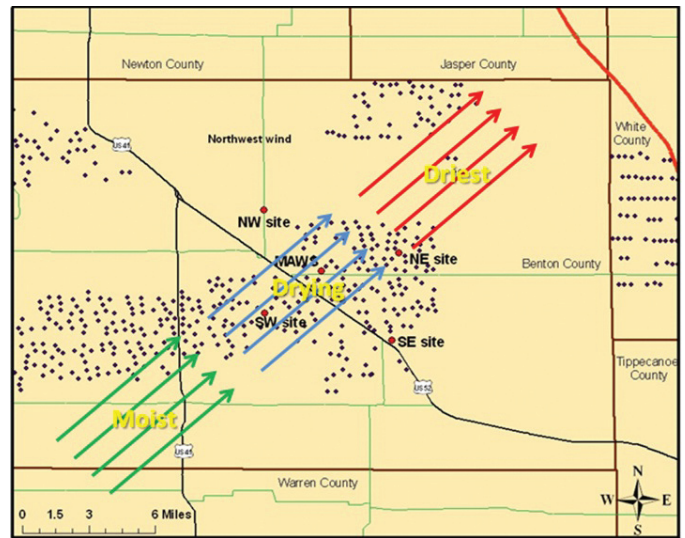 Newton County
Jasper County
US 41
White
County
Northwest wind
Driest
NW site
MAWS
NE site
Benton County
Drying
SW site
SE site
Tippecanoe
County
US 52
Moist
US 41
Warren County
N
W E
S
0 1.5 3 6 Miles